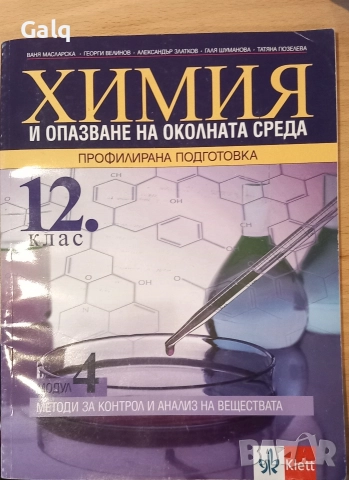 Galq
ВАНЯ МАСЛАРСКА • ГЕОРГИ ВЕЛИНОВ • АЛЕКСАНДЪР ЗЛАТКОВ • ГАЛЯ ШУМАНОВА • ТАТЯНА ПОЗЕЛЕВА
ХИМИЯ
И ОПАЗВАНЕ НА ОКОЛНАТА СРЕДА
ПРОФИЛИРАНА ПОДГОТОВКА
12.
клас
OH
МОДУЛ 4
МЕТОДИ ЗА КОНТРОЛ И АНАЛИЗ НА ВЕЩЕСТВАТА
Klett